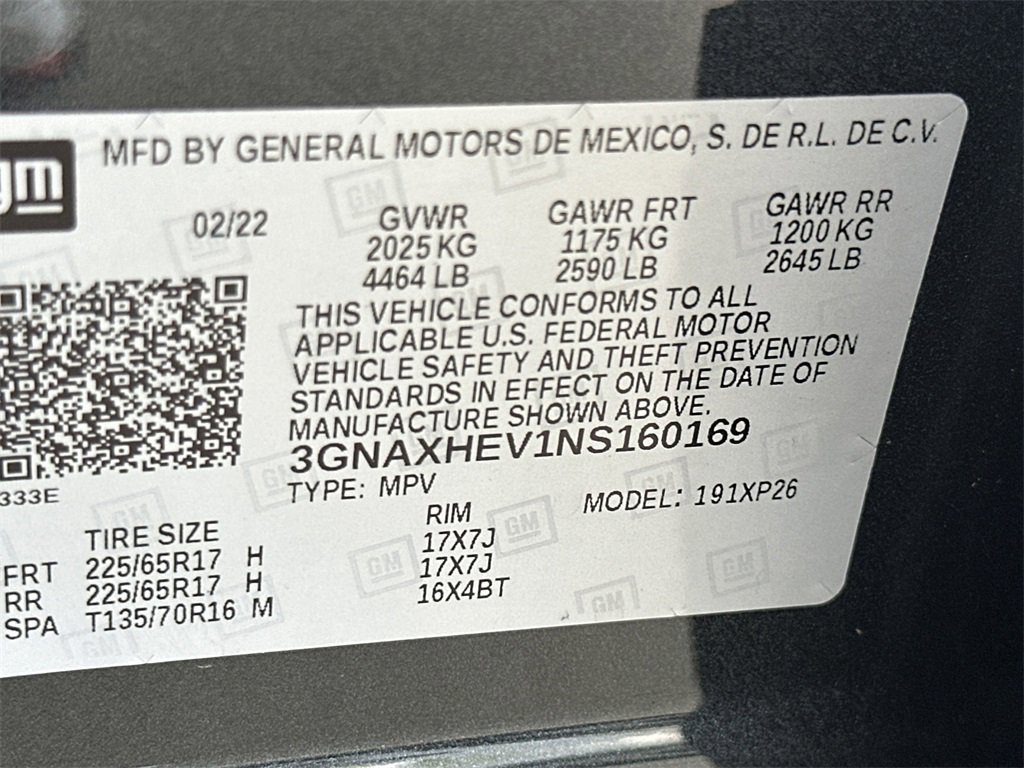 gm
MFD BY GENERAL MOTORS DE MEXICO, S. DE R.L. DE C.V.
02/22 GVWR GAWR FRT GAWR RR
2025 KG 1175 KG 1200 KG
4464 LB 2590 LB 2645 LB
THIS VEHICLE CONFORMS TO ALL
APPLICABLE U.S. FEDERAL MOTOR
VEHICLE SAFETY AND THEFT PREVENTION
STANDARDS IN EFFECT ON THE DATE OF
MANUFACTURE SHOWN ABOVE.
3GNAXHEV1NS160169
333E
TYPE: MPV MODEL: 191XP26
TIRE SIZE RIM
FRT 225/65R17 H 17X7J
RR 225/65R17 H 17X7J
SPA T135/70R16 M 16X4BT